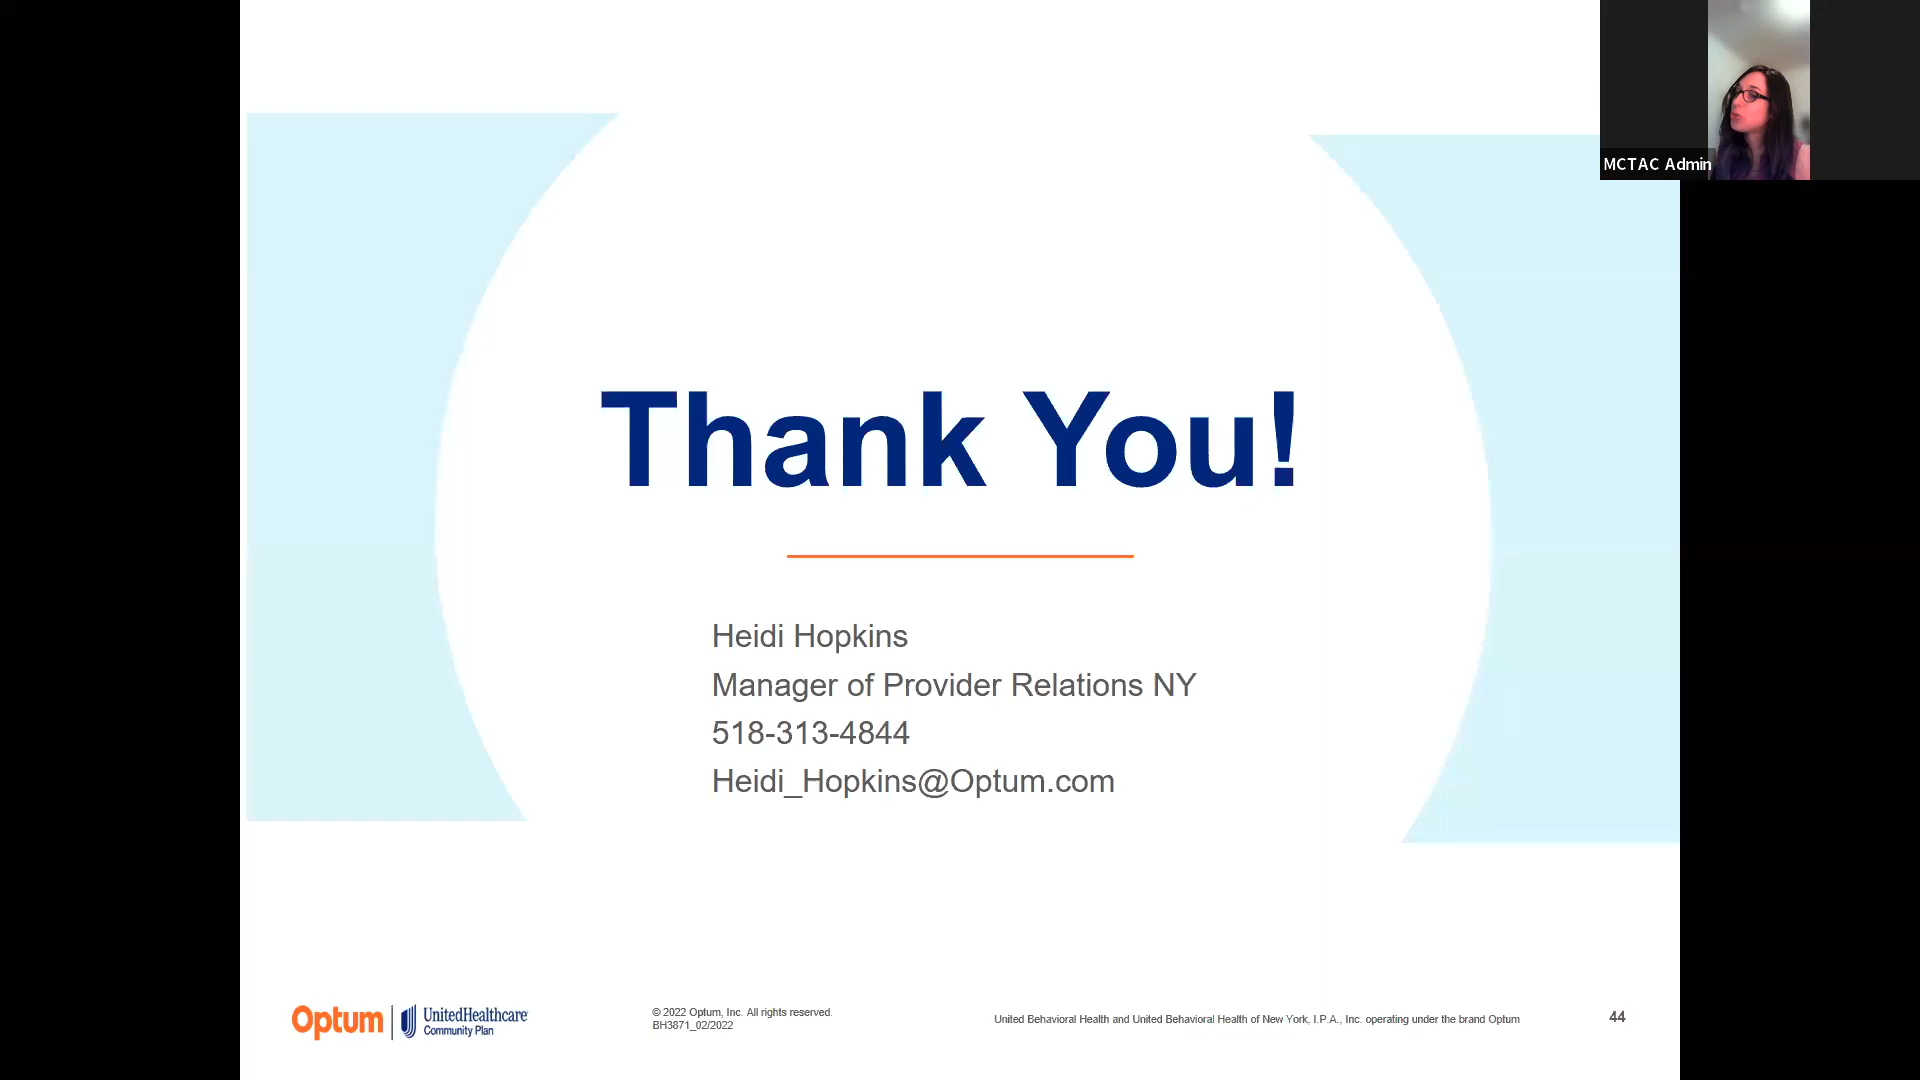 MCTAC Admin
Thank You!
Heidi Hopkins
Manager of Provider Relations NY
518-313-4844
Heidi_Hopkins@Optum.com
Optum
UnitedHealthcare
Community Plan
© 2022 Optum, Inc. All rights reserved.
BH3871_02/2022
United Behavioral Health and United Behavioral Health of New York, I.P.A., Inc. operating under the brand Optum
44